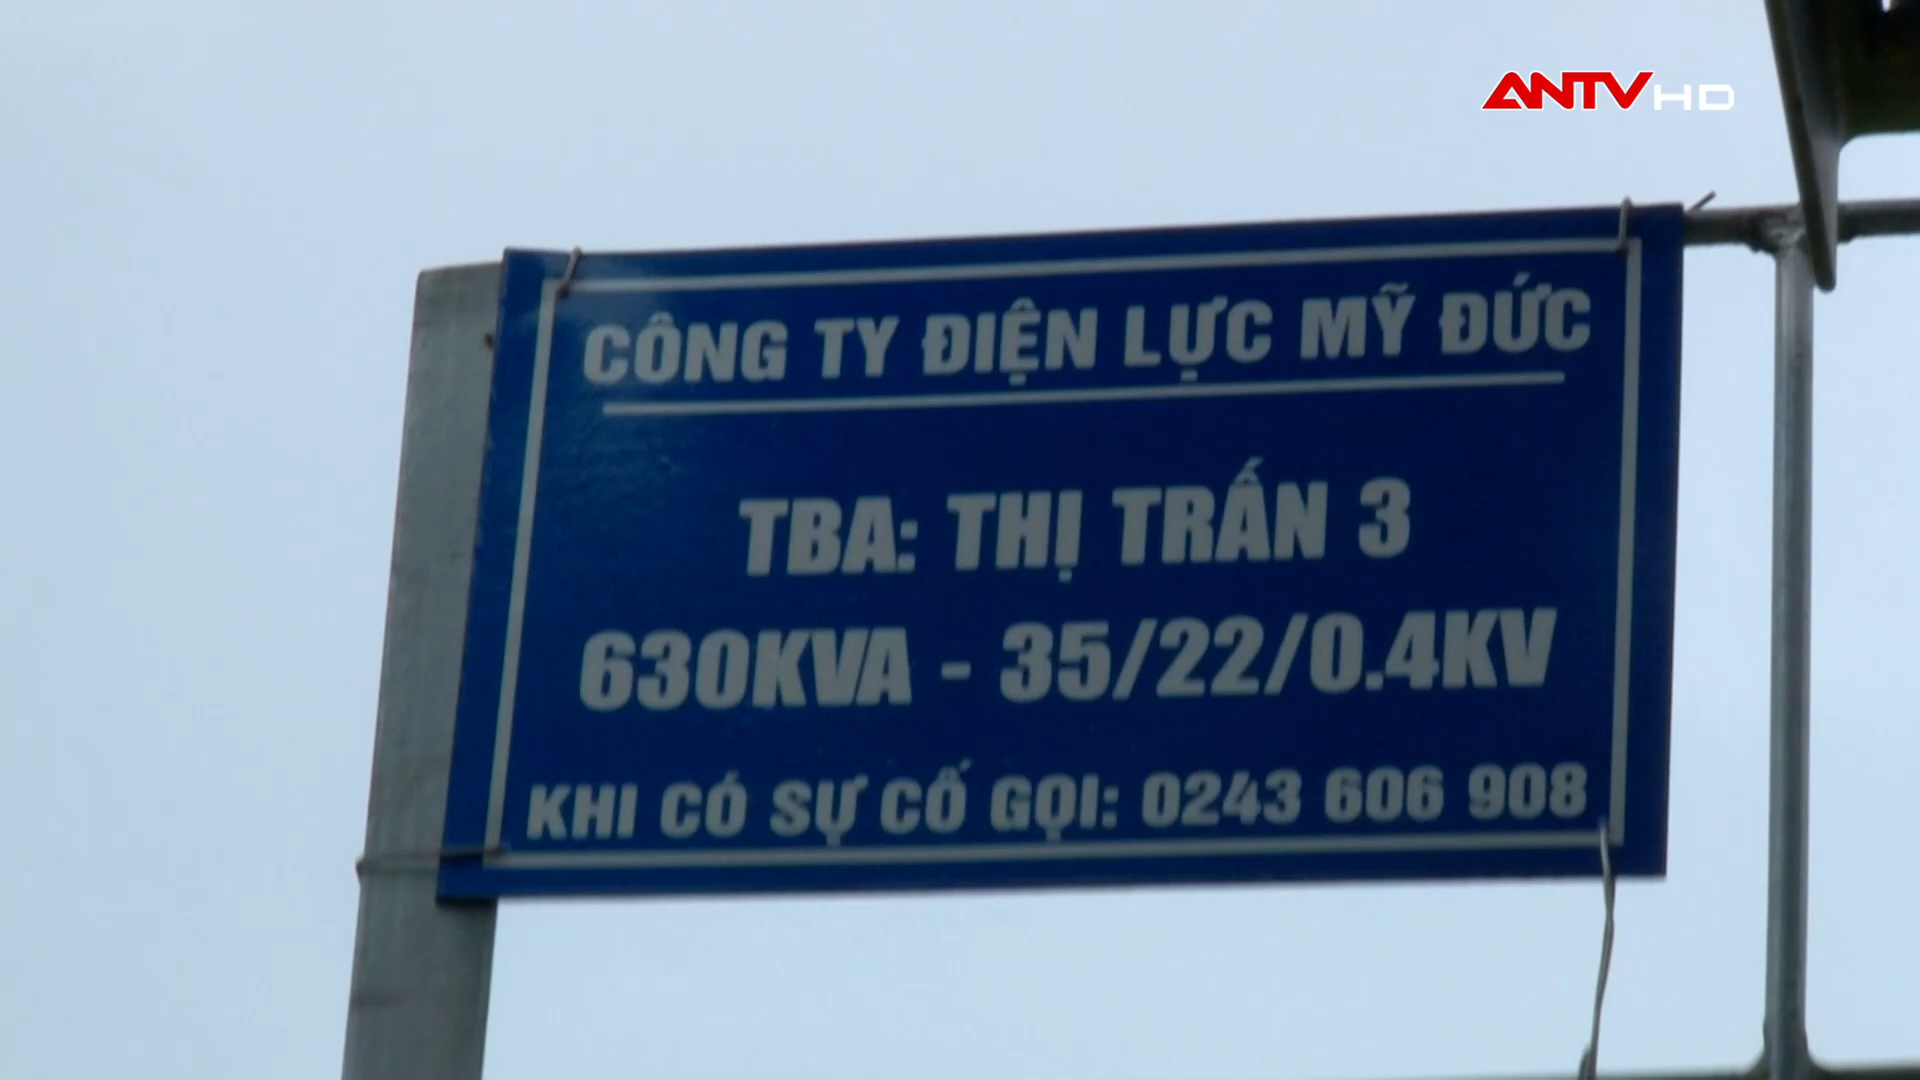 ANTV HD
CÔNG TY ĐIỆN LỰC MỸ ĐỨC
TBA: THỊ TRẤN 3
630KVA - 35/22/0.4KV
KHI CÓ SỰ CỐ GỌI: 0243 606 908